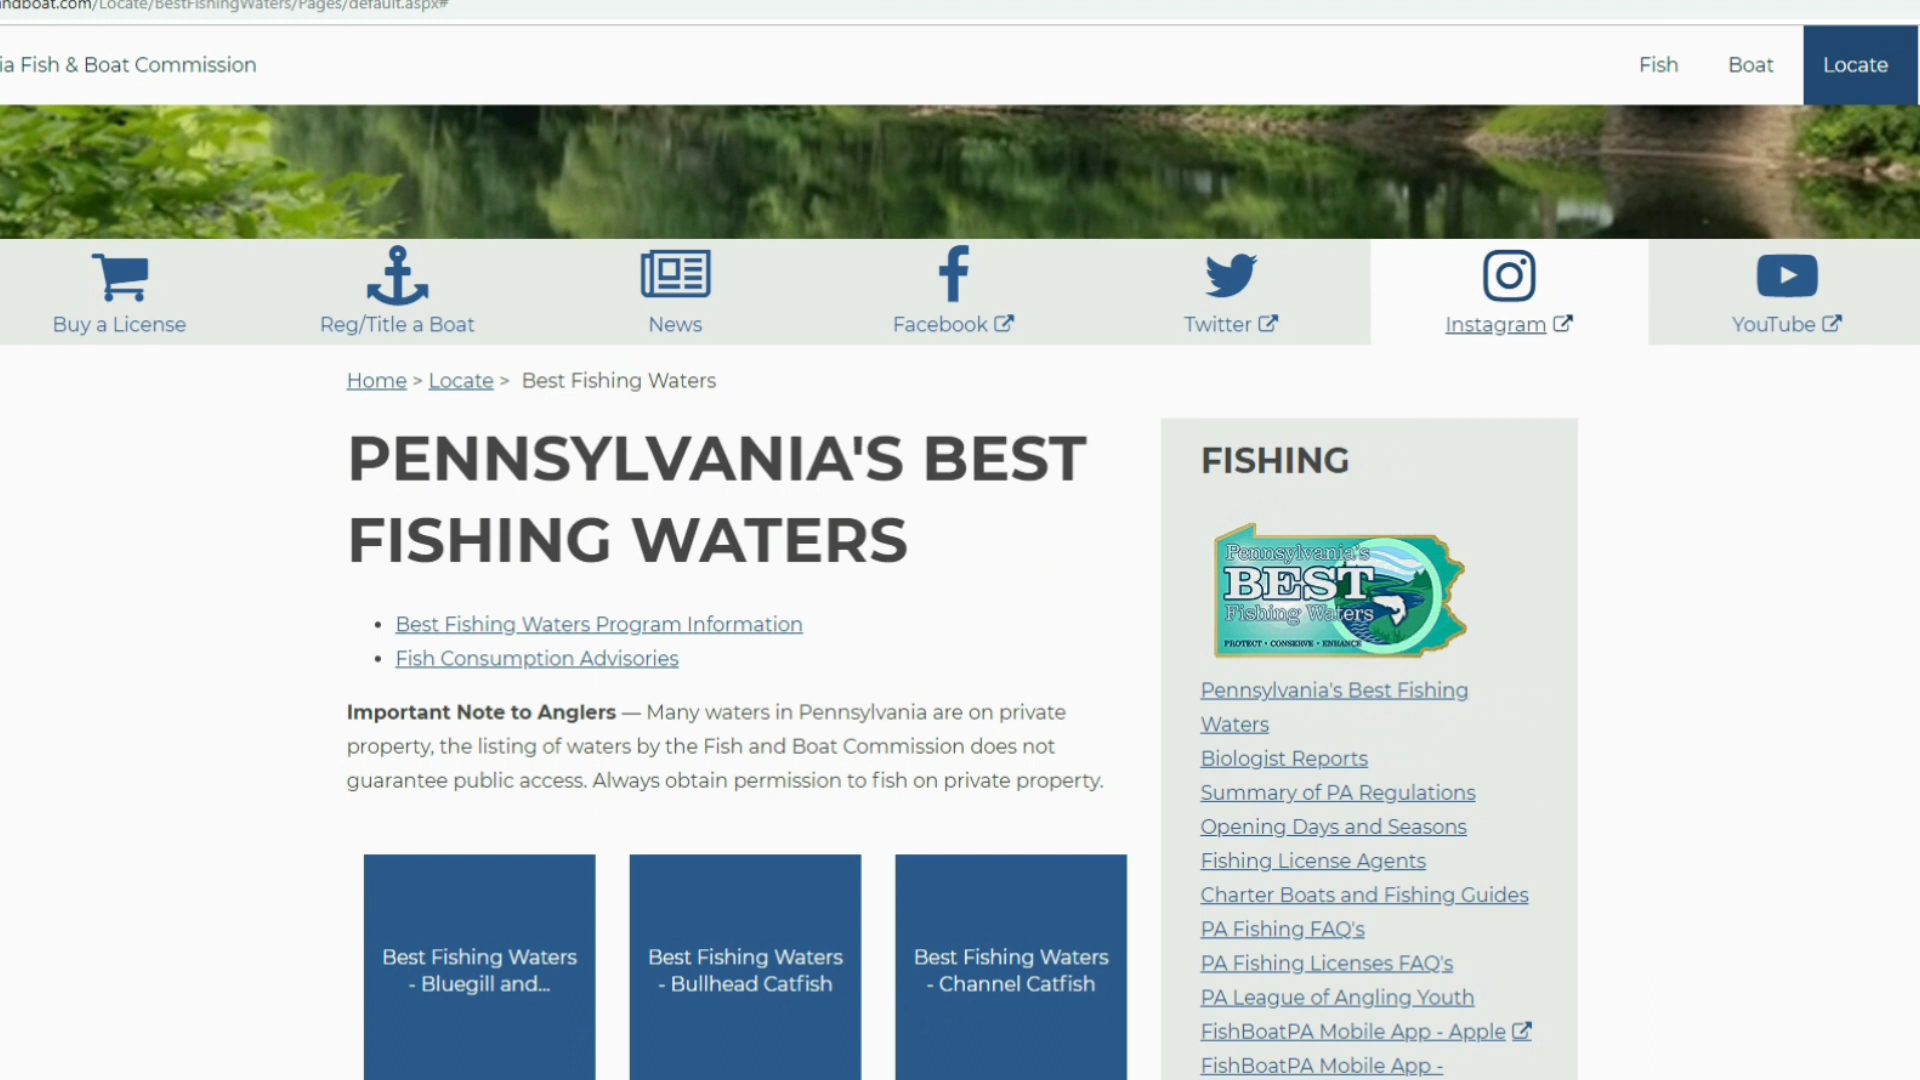 ndboat.com/Locate/BestFishingWaters/Pages/default.aspx#
ia Fish & Boat Commission
Fish
Boat
Locate
Buy a License
Reg/Title a Boat
News
Facebook
Twitter
Instagram
YouTube
Home > Locate > Best Fishing Waters
PENNSYLVANIA'S BEST
FISHING WATERS
• Best Fishing Waters Program Information
• Fish Consumption Advisories
Important Note to Anglers — Many waters in Pennsylvania are on private
property, the listing of waters by the Fish and Boat Commission does not
guarantee public access. Always obtain permission to fish on private property.
Best Fishing Waters
- Bluegill and...
Best Fishing Waters
- Bullhead Catfish
Best Fishing Waters
- Channel Catfish
FISHING
Pennsylvania's
BEST
Fishing Waters
PROTECT • CONSERVE • ENHANCE
Pennsylvania's Best Fishing
Waters
Biologist Reports
Summary of PA Regulations
Opening Days and Seasons
Fishing License Agents
Charter Boats and Fishing Guides
PA Fishing FAQ's
PA Fishing Licenses FAQ's
PA League of Angling Youth
FishBoatPA Mobile App - Apple
FishBoatPA Mobile App -